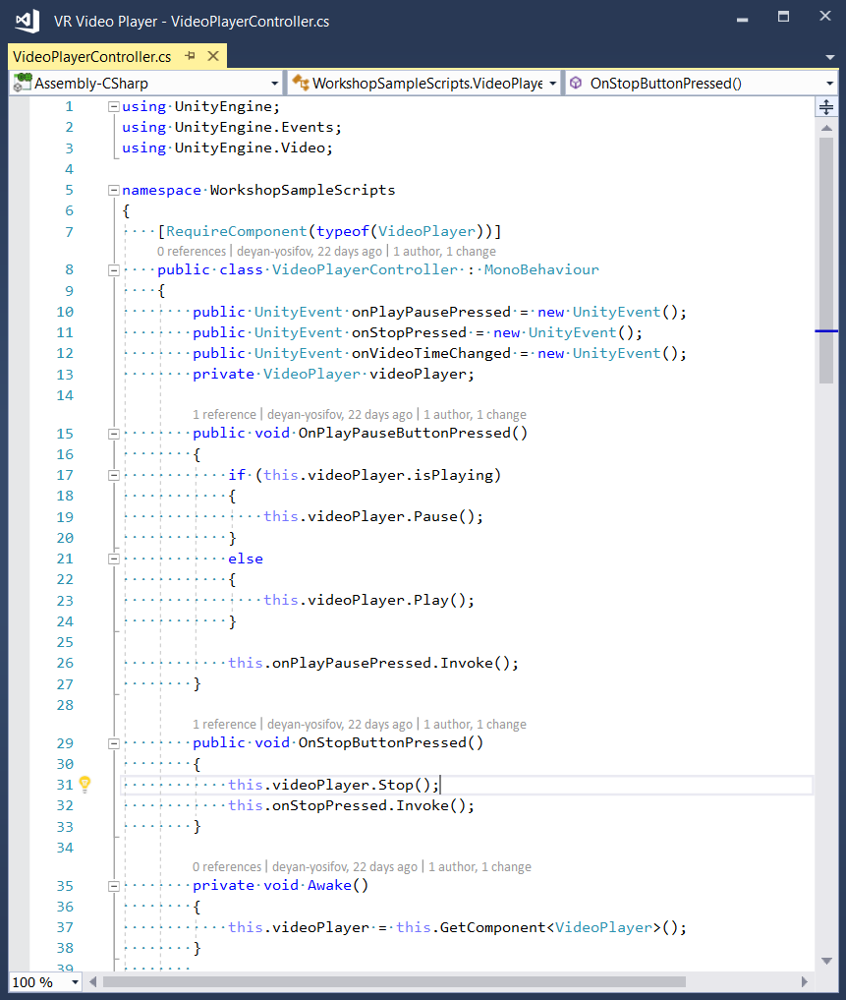 VR Video Player - VideoPlayerController.cs
VideoPlayerController.cs
Assembly-CSharp WorkshopSampleScripts.VideoPlaye OnStopButtonPressed()
1 using UnityEngine;
2 using UnityEngine.Events;
3 using UnityEngine.Video;
4
5 namespace WorkshopSampleScripts
6 {
7 [RequireComponent(typeof(VideoPlayer))]
0 references | deyan-yosifov, 22 days ago | 1 author, 1 change
8 public class VideoPlayerController : MonoBehaviour
9 {
10 public UnityEvent onPlayPausePressed = new UnityEvent();
11 public UnityEvent onStopPressed = new UnityEvent();
12 public UnityEvent onVideoTimeChanged = new UnityEvent();
13 private VideoPlayer videoPlayer;
14
1 reference | deyan-yosifov, 22 days ago | 1 author, 1 change
15 public void OnPlayPauseButtonPressed()
16 {
17 if (this.videoPlayer.isPlaying)
18 {
19 this.videoPlayer.Pause();
20 }
21 else
22 {
23 this.videoPlayer.Play();
24 }
25
26 this.onPlayPausePressed.Invoke();
27 }
28
1 reference | deyan-yosifov, 22 days ago | 1 author, 1 change
29 public void OnStopButtonPressed()
30 {
31 this.videoPlayer.Stop();
32 this.onStopPressed.Invoke();
33 }
34
0 references | deyan-yosifov, 22 days ago | 1 author, 1 change
35 private void Awake()
36 {
37 this.videoPlayer = this.GetComponent<VideoPlayer>();
38 }
39
100 %